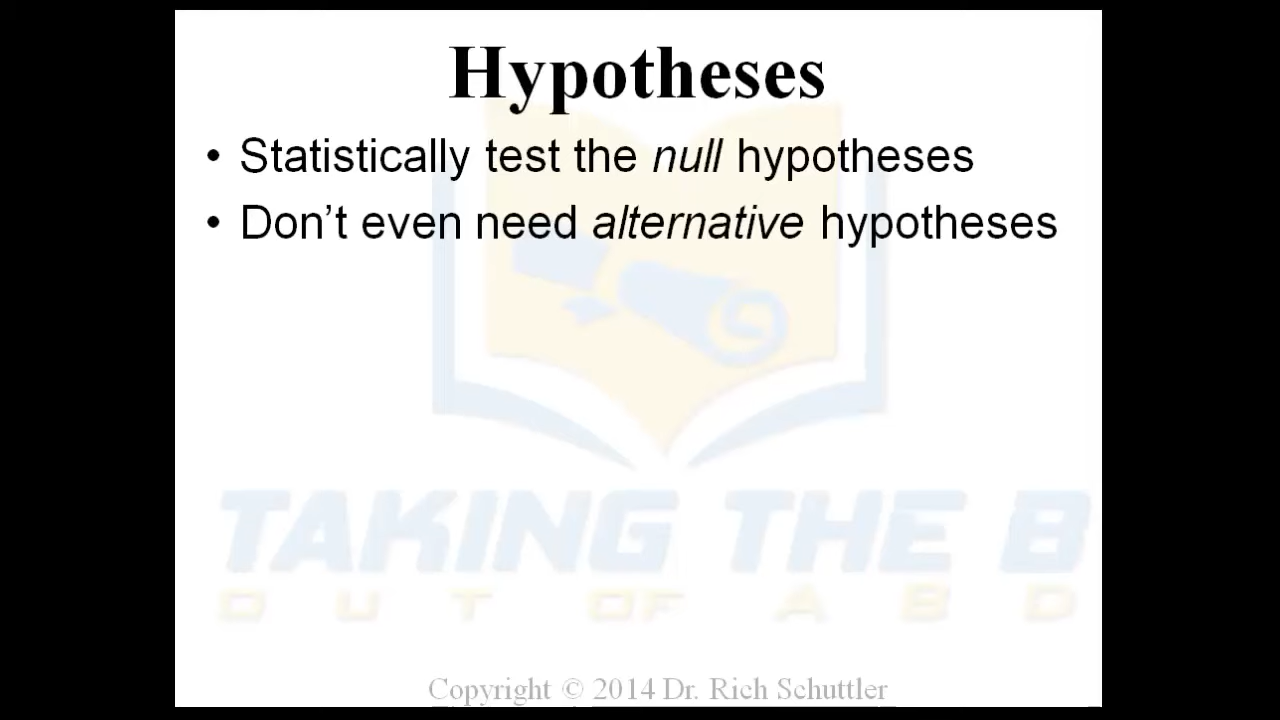 Hypotheses
• Statistically test the null hypotheses
• Don’t even need alternative hypotheses
TAKING THE B
OUT OF ABD
Copyright © 2014 Dr. Rich Schuttler